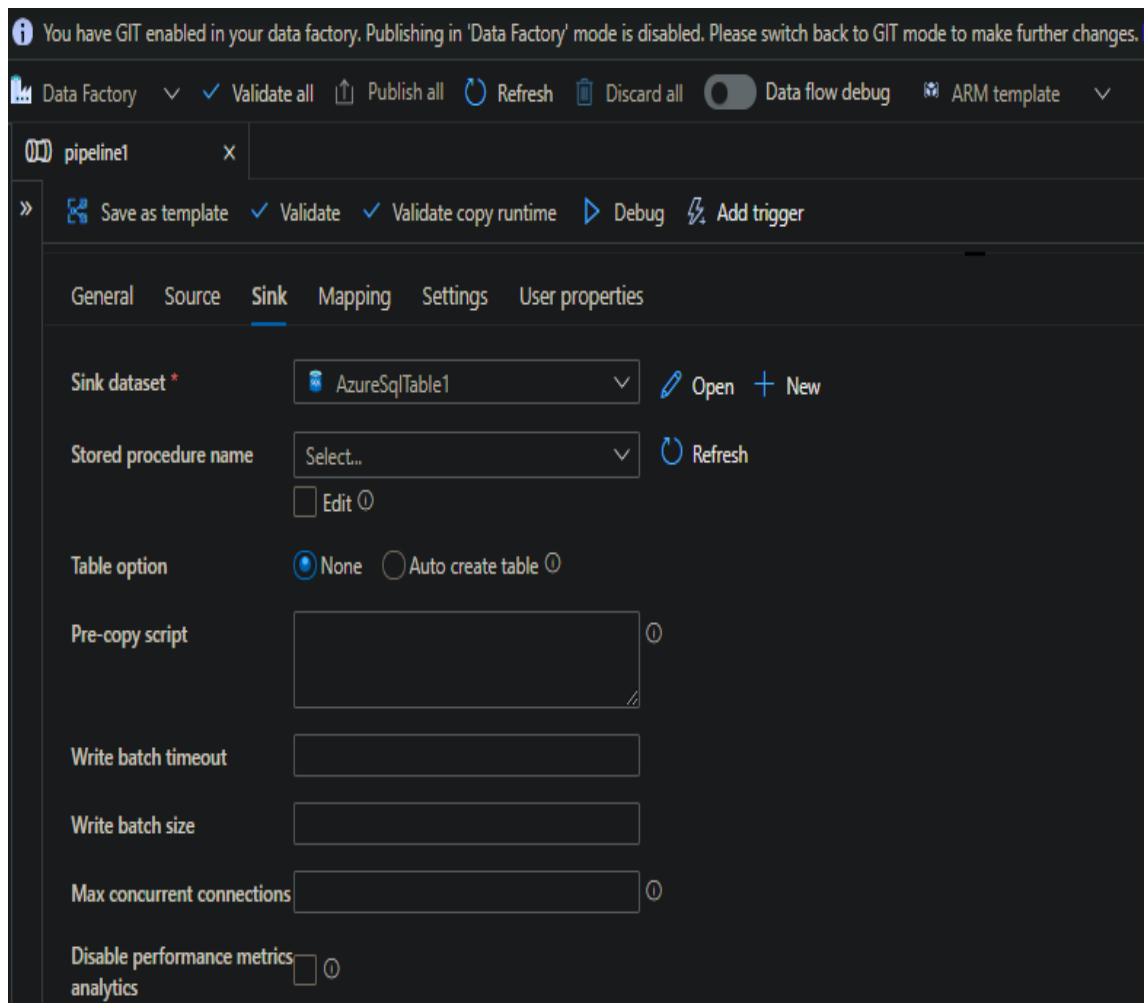 You have GIT enabled in your data factory. Publishing in 'Data Factory' mode is disabled. Please switch back to GIT mode to make further changes.
Data Factory Validate all Publish all Refresh Discard all Data flow debug ARM template
pipeline1
Save as template Validate Validate copy runtime Debug Add trigger
General Source Sink Mapping Settings User properties
Sink dataset * AzureSqlTable1 Open New
Stored procedure name Select... Refresh
Edit
Table option None Auto create table
Pre-copy script
Write batch timeout
Write batch size
Max concurrent connections
Disable performance metrics
analytics